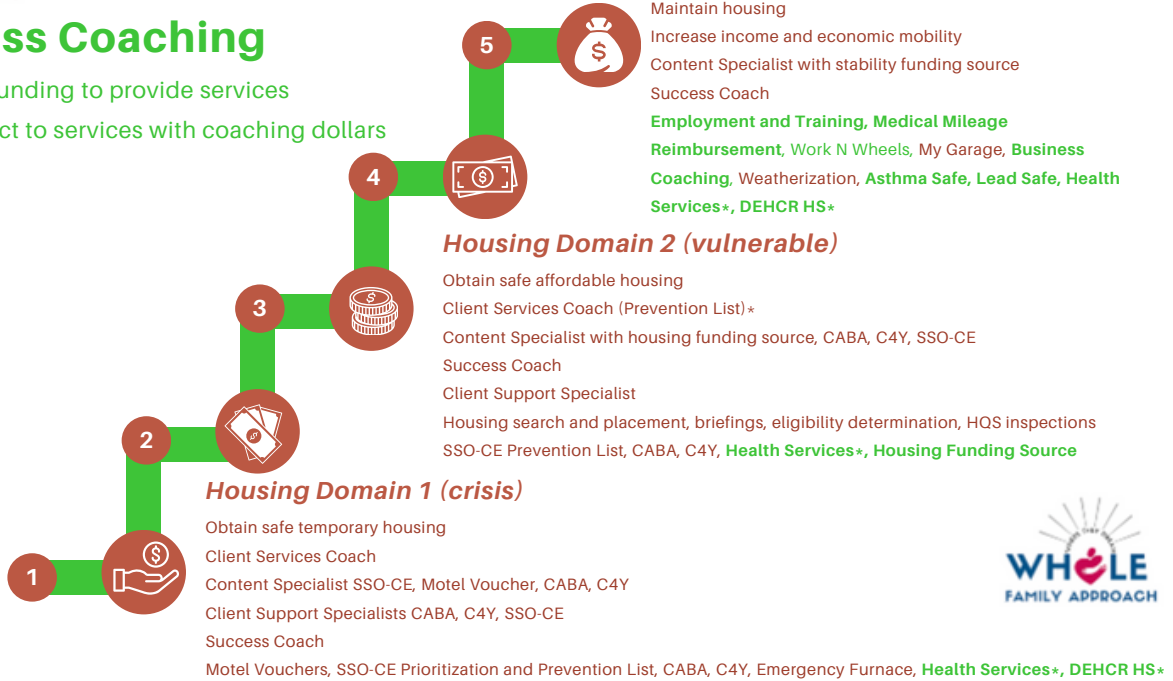 ss Coaching
unding to provide services
ct to services with coaching dollars
5
$
Maintain housing
Increase income and economic mobility
Content Specialist with stability funding source
Success Coach
Employment and Training, Medical Mileage
Reimbursement, Work N Wheels, My Garage, Business
Coaching, Weatherization, Asthma Safe, Lead Safe, Health
Services*, DEHCR HS*
4
$
Housing Domain 2 (vulnerable)
Obtain safe affordable housing
Client Services Coach (Prevention List)*
Content Specialist with housing funding source, CABA, C4Y, SSO-CE
Success Coach
Client Support Specialist
Housing search and placement, briefings, eligibility determination, HQS inspections
SSO-CE Prevention List, CABA, C4Y, Health Services*, Housing Funding Source
3
$
2
$
Housing Domain 1 (crisis)
Obtain safe temporary housing
Client Services Coach
Content Specialist SSO-CE, Motel Voucher, CABA, C4Y
Client Support Specialists CABA, C4Y, SSO-CE
Success Coach
Motel Vouchers, SSO-CE Prioritization and Prevention List, CABA, C4Y, Emergency Furnace, Health Services*, DEHCR HS*
1
$
WHOLE
FAMILY APPROACH